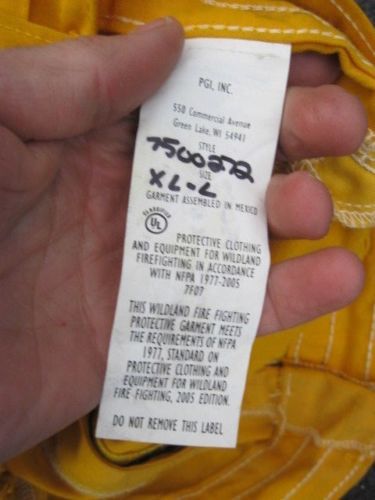 PGI, INC.
550 Commercial Avenue
Green Lake, WI 54941
STYLE
7500272
SIZE
XL-L
GARMENT ASSEMBLED IN MEXICO
CLASSIFIED
UL
PROTECTIVE CLOTHING
AND EQUIPMENT FOR WILDLAND
FIREFIGHTING IN ACCORDANCE
WITH NFPA 1977-2005
7F07
THIS WILDLAND FIRE FIGHTING
PROTECTIVE GARMENT MEETS
THE REQUIREMENTS OF NFPA
1977, STANDARD ON
PROTECTIVE CLOTHING AND
EQUIPMENT FOR WILDLAND
FIRE FIGHTING, 2005 EDITION.
DO NOT REMOVE THIS LABEL